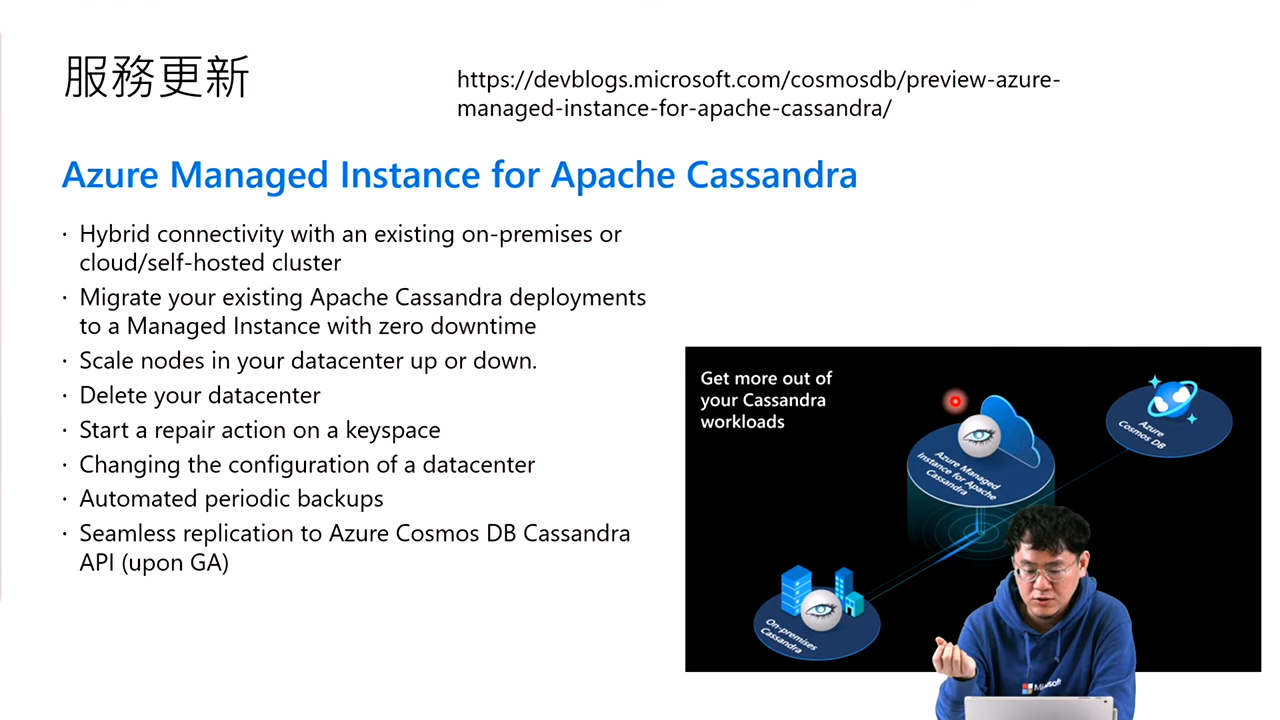 服務更新
https://devblogs.microsoft.com/cosmosdb/preview-azure-
managed-instance-for-apache-cassandra/
Azure Managed Instance for Apache Cassandra
· Hybrid connectivity with an existing on-premises or
cloud/self-hosted cluster
· Migrate your existing Apache Cassandra deployments
to a Managed Instance with zero downtime
· Scale nodes in your datacenter up or down.
· Delete your datacenter
· Start a repair action on a keyspace
· Changing the configuration of a datacenter
· Automated periodic backups
· Seamless replication to Azure Cosmos DB Cassandra
API (upon GA)
Get more out of
your Cassandra
workloads
Azure
Cosmos DB
Azure Managed
Instance for Apache
Cassandra
On-premises
Cassandra
Microsoft